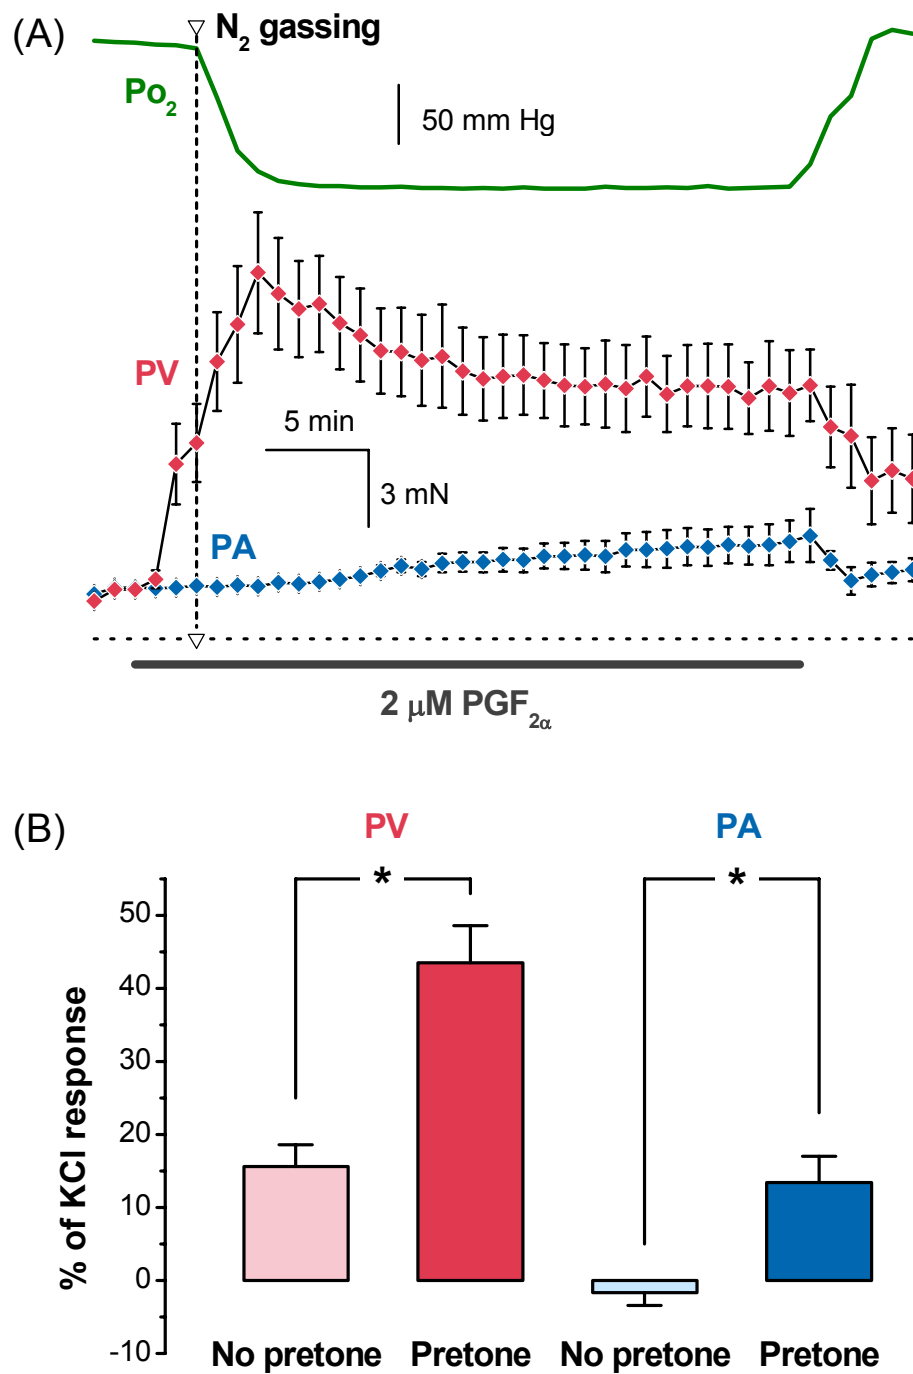 (A)
N₂ gassing
Po₂
50 mm Hg
PV
5 min
3 mN
PA
2 μM PGF₂α
(B)
PV
PA
*
*
% of KCl response
50
40
30
20
10
0
-10
No pretone
Pretone
No pretone
Pretone